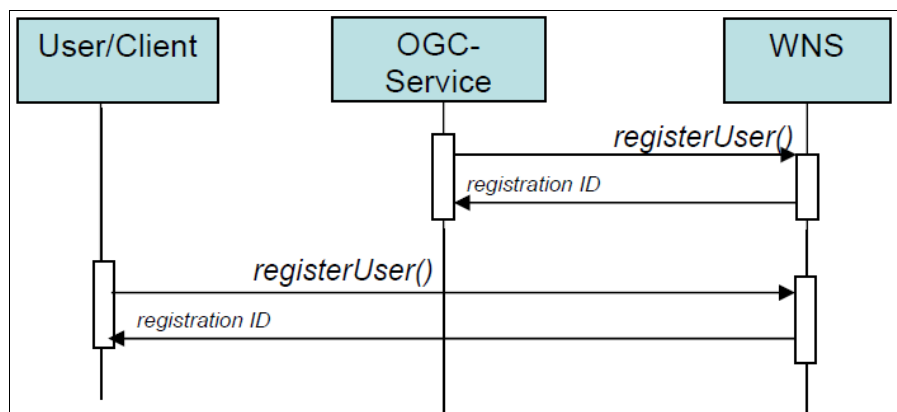 User/Client
OGC-
Service
WNS
registerUser()
registration ID
registerUser()
registration ID